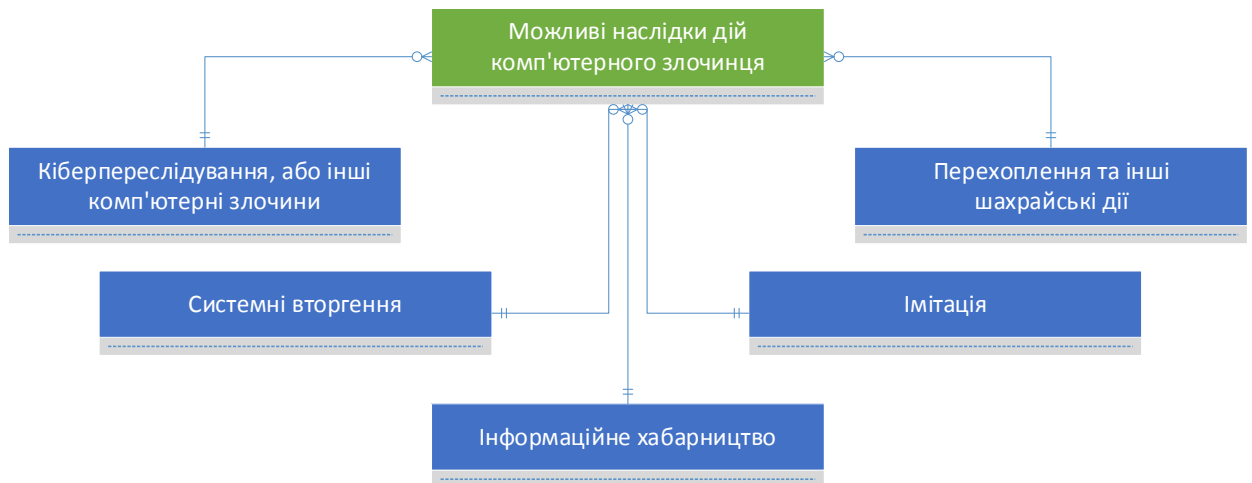 Можливі наслідки дій
комп'ютерного злочинця
Кіберпереслідування, або інші
комп'ютерні злочини
Перехоплення та інші
шахрайські дії
Системні вторгення
Імітація
Інформаційне хабарництво